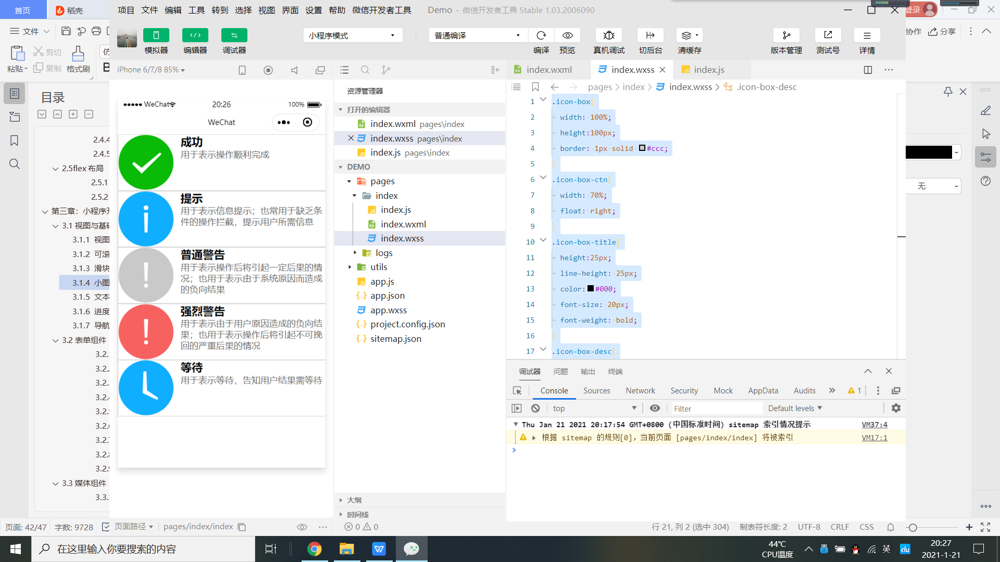 首页
稻壳
项目 文件 编辑 工具 转到 选择 视图 界面 设置 帮助 微信开发者工具
Demo - 微信开发者工具 Stable 1.03.2006090
登录
文件
模拟器
编辑器
调试器
小程序模式
普通编译
编译
预览
真机调试
切后台
清缓存
版本管理
测试号
详情
协作
分享
粘贴
剪切
复制
格式刷
仿
B
iPhone 6/7/8 85%
index.wxml
index.wxss
index.js
目录
2.4.4
2.4.5
2.5flex 布局
2.5.1
2.5.2
第三章：小程序开
3.1 视图与基础
3.1.1 视图
3.1.2 可滚
3.1.3 滑块
3.1.4 小图
3.1.5 文本
3.1.6 进度
3.1.7 导航
3.2 表单组件
3.2.
3.2.
3.2.
3.2.
3.2.
3.2.
3.2.
3.2.
3.2.
3.3 媒体组件
3.3.
WeChat
20:26
100%
WeChat
成功
用于表示操作顺利完成
提示
用于表示信息提示；也常用于缺乏条
件的操作拦截，提示用户所需信息
普通警告
用于表示操作后将引起一定后果的情
况；也用于表示由于系统原因而造成
的负向结果
强烈警告
用于表示由于用户原因造成的负向结
果；也用于表示操作后将引起不可挽
回的严重后果的情况
等待
用于表示等待，告知用户结果需等待
资源管理器
打开的编辑器
index.wxml pages\index
index.wxss pages\index
index.js pages\index
DEMO
pages
index
index.js
index.wxml
index.wxss
logs
utils
app.js
app.json
app.wxss
project.config.json
sitemap.json
大纲
时间线
pages > index > index.wxss > .icon-box-desc
1 .icon-box{
2 width: 100%;
3 height:100px;
4 border: 1px solid #ccc;
5 }
6 .icon-box-ctn{
7 width: 70%;
8 float: right;
9 }
10 .icon-box-title{
11 height:25px;
12 line-height: 25px;
13 color: #000;
14 font-size: 20px;
15 font-weight: bold;
16 }
17 .icon-box-desc{
无
调试器 问题 输出 终端
Console Sources Network Security Mock AppData Audits » 1
top
Filter
Default levels
Thu Jan 21 2021 20:17:54 GMT+0800 (中国标准时间) sitemap 索引情况提示
VM37:4
根据 sitemap 的规则[0]，当前页面 [pages/index/index] 将被索引
VM17:1
页面: 42/47
字数: 9728
页面路径
pages/index/index
0 0
行 21, 列 2 (选中 304)
制表符长度: 2
UTF-8
CRLF
CSS
在这里输入你要搜索的内容
44℃
CPU温度
英
du
20:27
2021-1-21